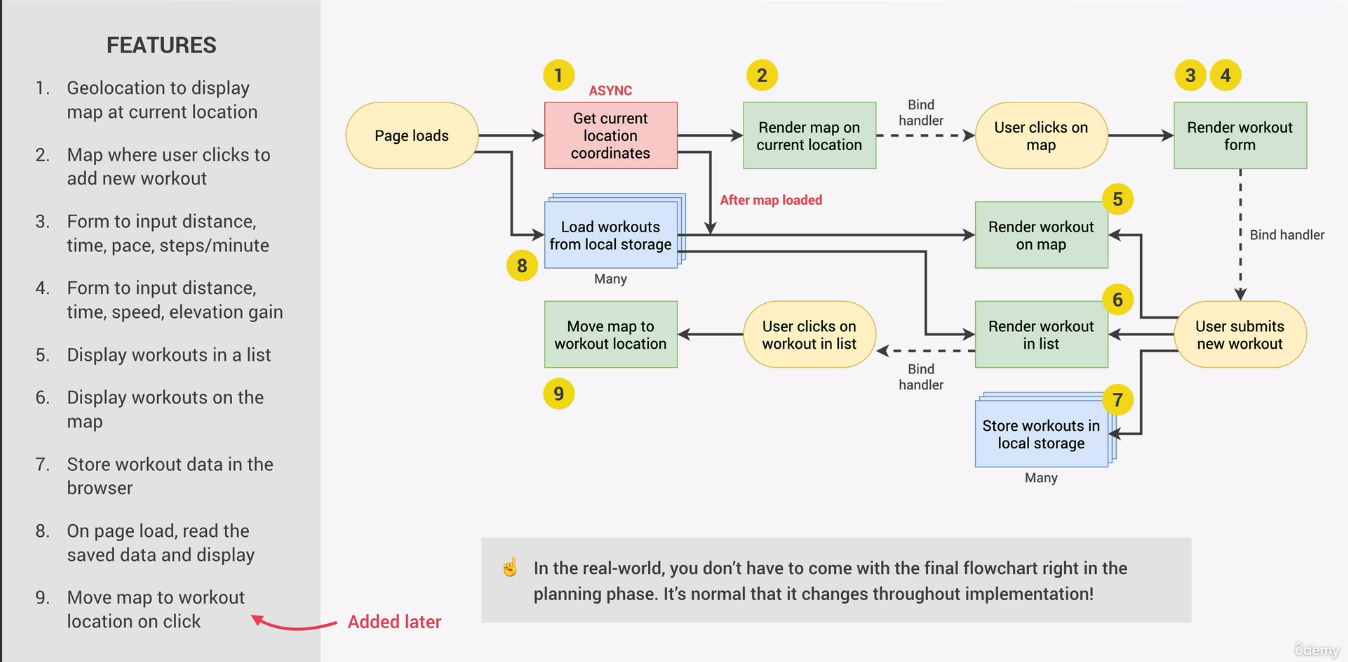 FEATURES
1. Geolocation to display
map at current location
2. Map where user clicks to
add new workout
3. Form to input distance,
time, pace, steps/minute
4. Form to input distance,
time, speed, elevation gain
5. Display workouts in a list
6. Display workouts on the
map
7. Store workout data in the
browser
8. On page load, read the
saved data and display
9. Move map to workout
location on click
Added later
1
2
3
4
ASYNC
Page loads
Get current
location
coordinates
Render map on
current location
Bind
handler
User clicks on
map
Render workout
form
After map loaded
5
Load workouts
from local storage
8
Many
Render workout
on map
Bind handler
6
Move map to
workout location
9
User clicks on
workout in list
Bind
handler
Render workout
in list
User submits
new workout
7
Store workouts in
local storage
Many
☝ In the real-world, you don’t have to come with the final flowchart right in the
planning phase. It’s normal that it changes throughout implementation!
ûdemy